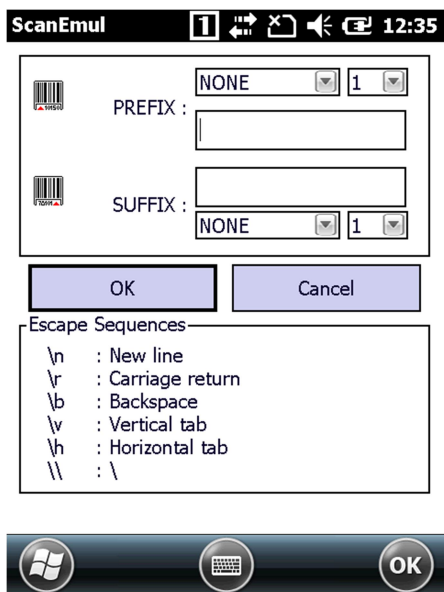 ScanEmul 1 12:35
NONE 1
PREFIX :
SUFFIX :
NONE 1
OK Cancel
Escape Sequences
\n : New line
\r : Carriage return
\b : Backspace
\v : Vertical tab
\h : Horizontal tab
\\ : \
OK